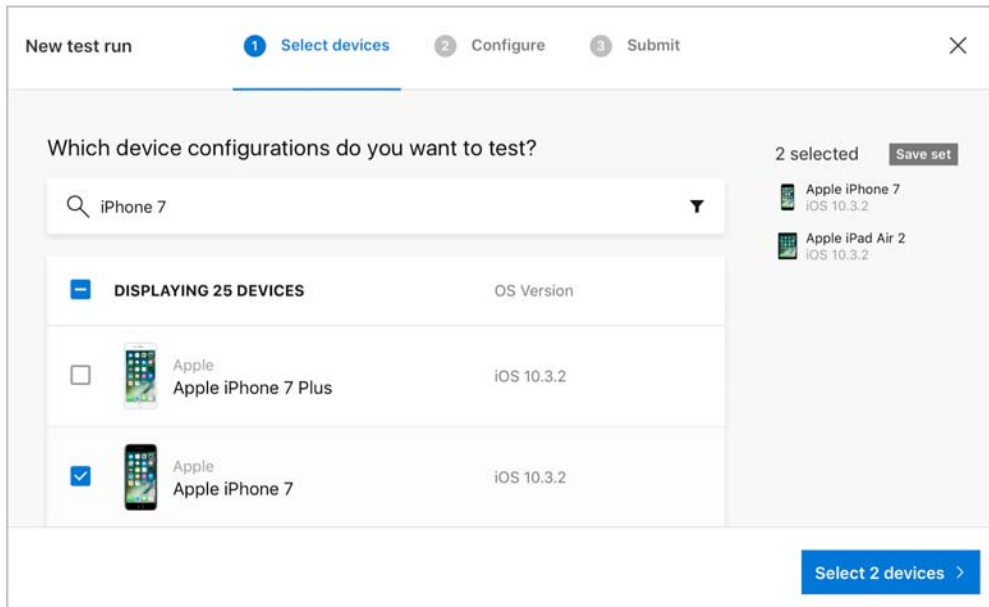 New test run
1 Select devices
2 Configure
3 Submit
Which device configurations do you want to test?
iPhone 7
DISPLAYING 25 DEVICES
OS Version
Apple
Apple iPhone 7 Plus
iOS 10.3.2
Apple
Apple iPhone 7
iOS 10.3.2
2 selected
Save set
Apple iPhone 7
iOS 10.3.2
Apple iPad Air 2
iOS 10.3.2
Select 2 devices